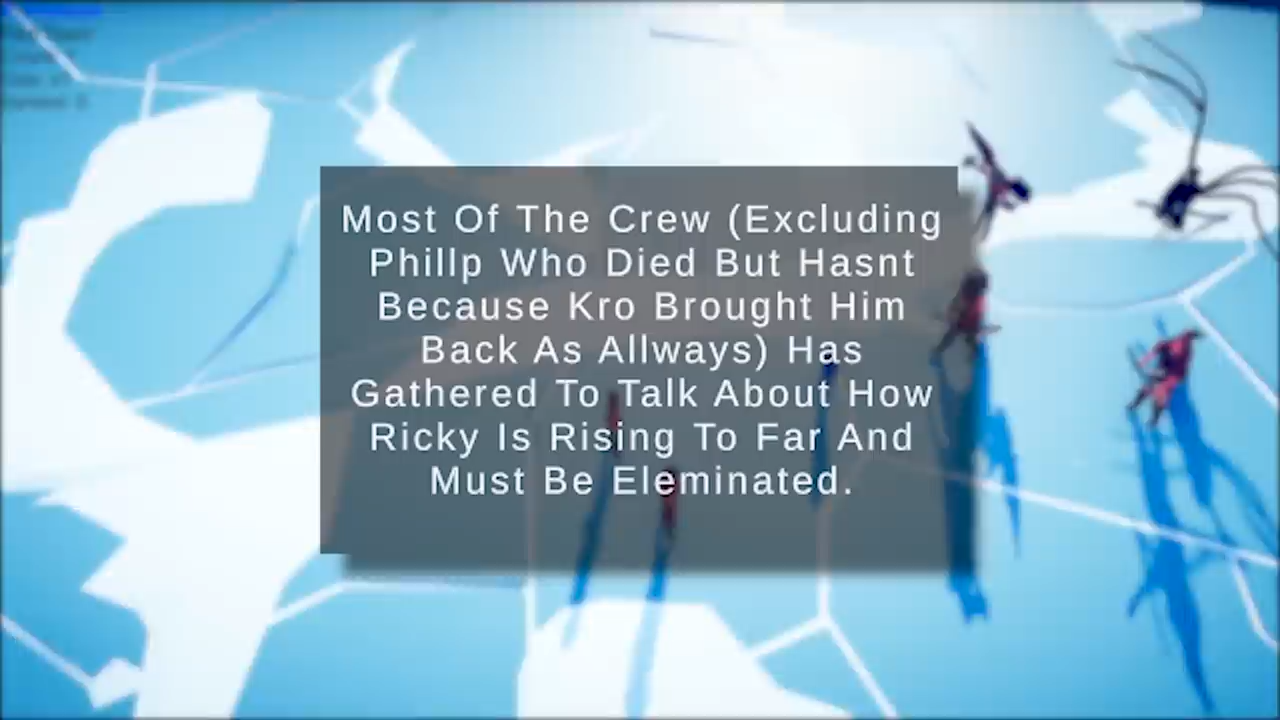 Most Of The Crew (Excluding
Phillp Who Died But Hasnt
Because Kro Brought Him
Back As Allways) Has
Gathered To Talk About How
Ricky Is Rising To Far And
Must Be Eleminated.